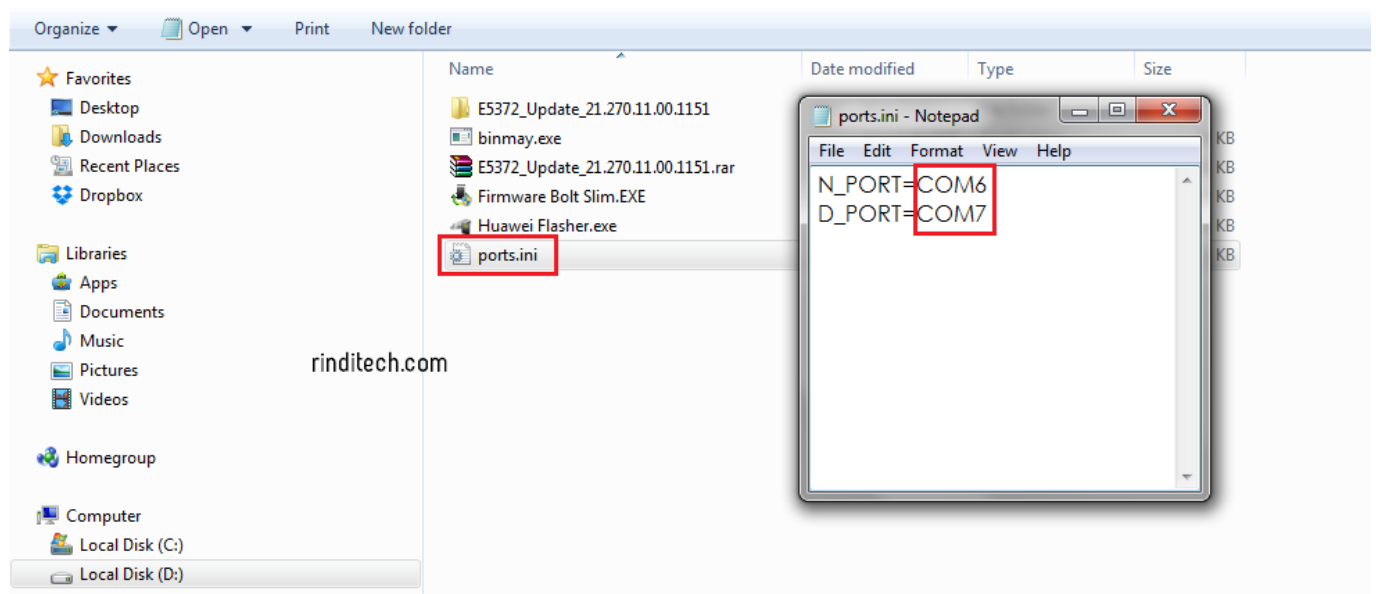 Organize Open Print New folder
Favorites
Desktop
Downloads
Recent Places
Dropbox
Libraries
Apps
Documents
Music
Pictures
Videos
Homegroup
Computer
Local Disk (C:)
Local Disk (D:)
rinditech.com
Name Date modified Type Size
E5372_Update_21.270.11.00.1151
binmay.exe
E5372_Update_21.270.11.00.1151.rar
Firmware Bolt Slim.EXE
Huawei Flasher.exe
ports.ini
KB
KB
KB
KB
KB
ports.ini - Notepad
File Edit Format View Help
N_PORT=COM6
D_PORT=COM7